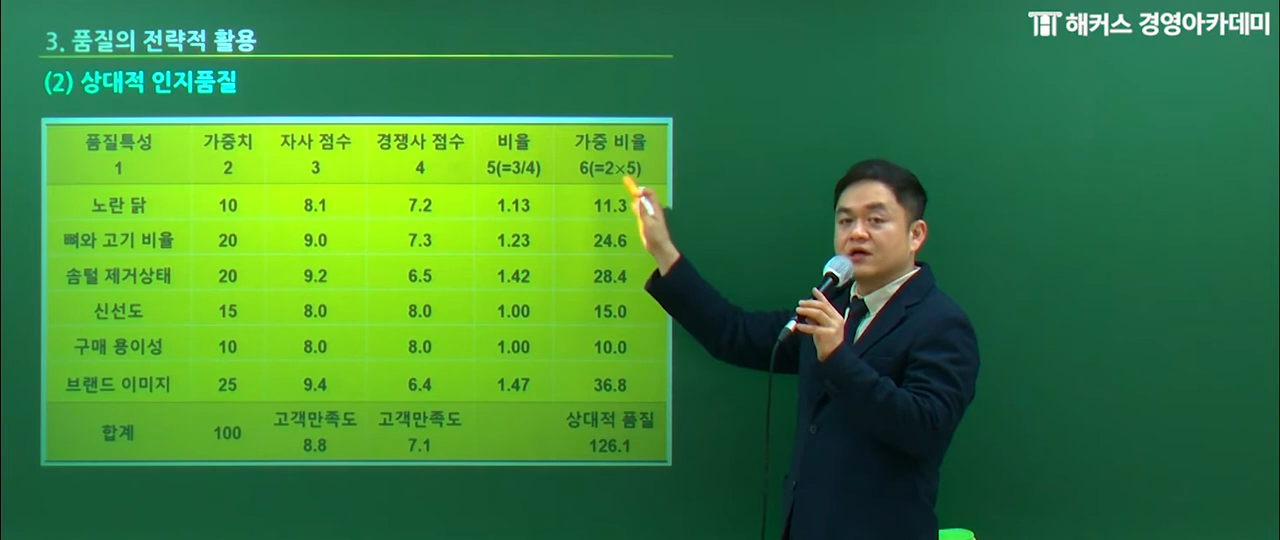 해커스 경영아카데미
3. 품질의 전략적 활용
(2) 상대적 인지품질
품질특성 가중치 자사 점수 경쟁사 점수 비율 가중 비율
1 2 3 4 5(=3/4) 6(=2×5)
노란 닭 10 8.1 7.2 1.13 11.3
뼈와 고기 비율 20 9.0 7.3 1.23 24.6
솜털 제거상태 20 9.2 6.5 1.42 28.4
신선도 15 8.0 8.0 1.00 15.0
구매 용이성 10 8.0 8.0 1.00 10.0
브랜드 이미지 25 9.4 6.4 1.47 36.8
합계 100 고객만족도 고객만족도 상대적 품질
8.8 7.1 126.1